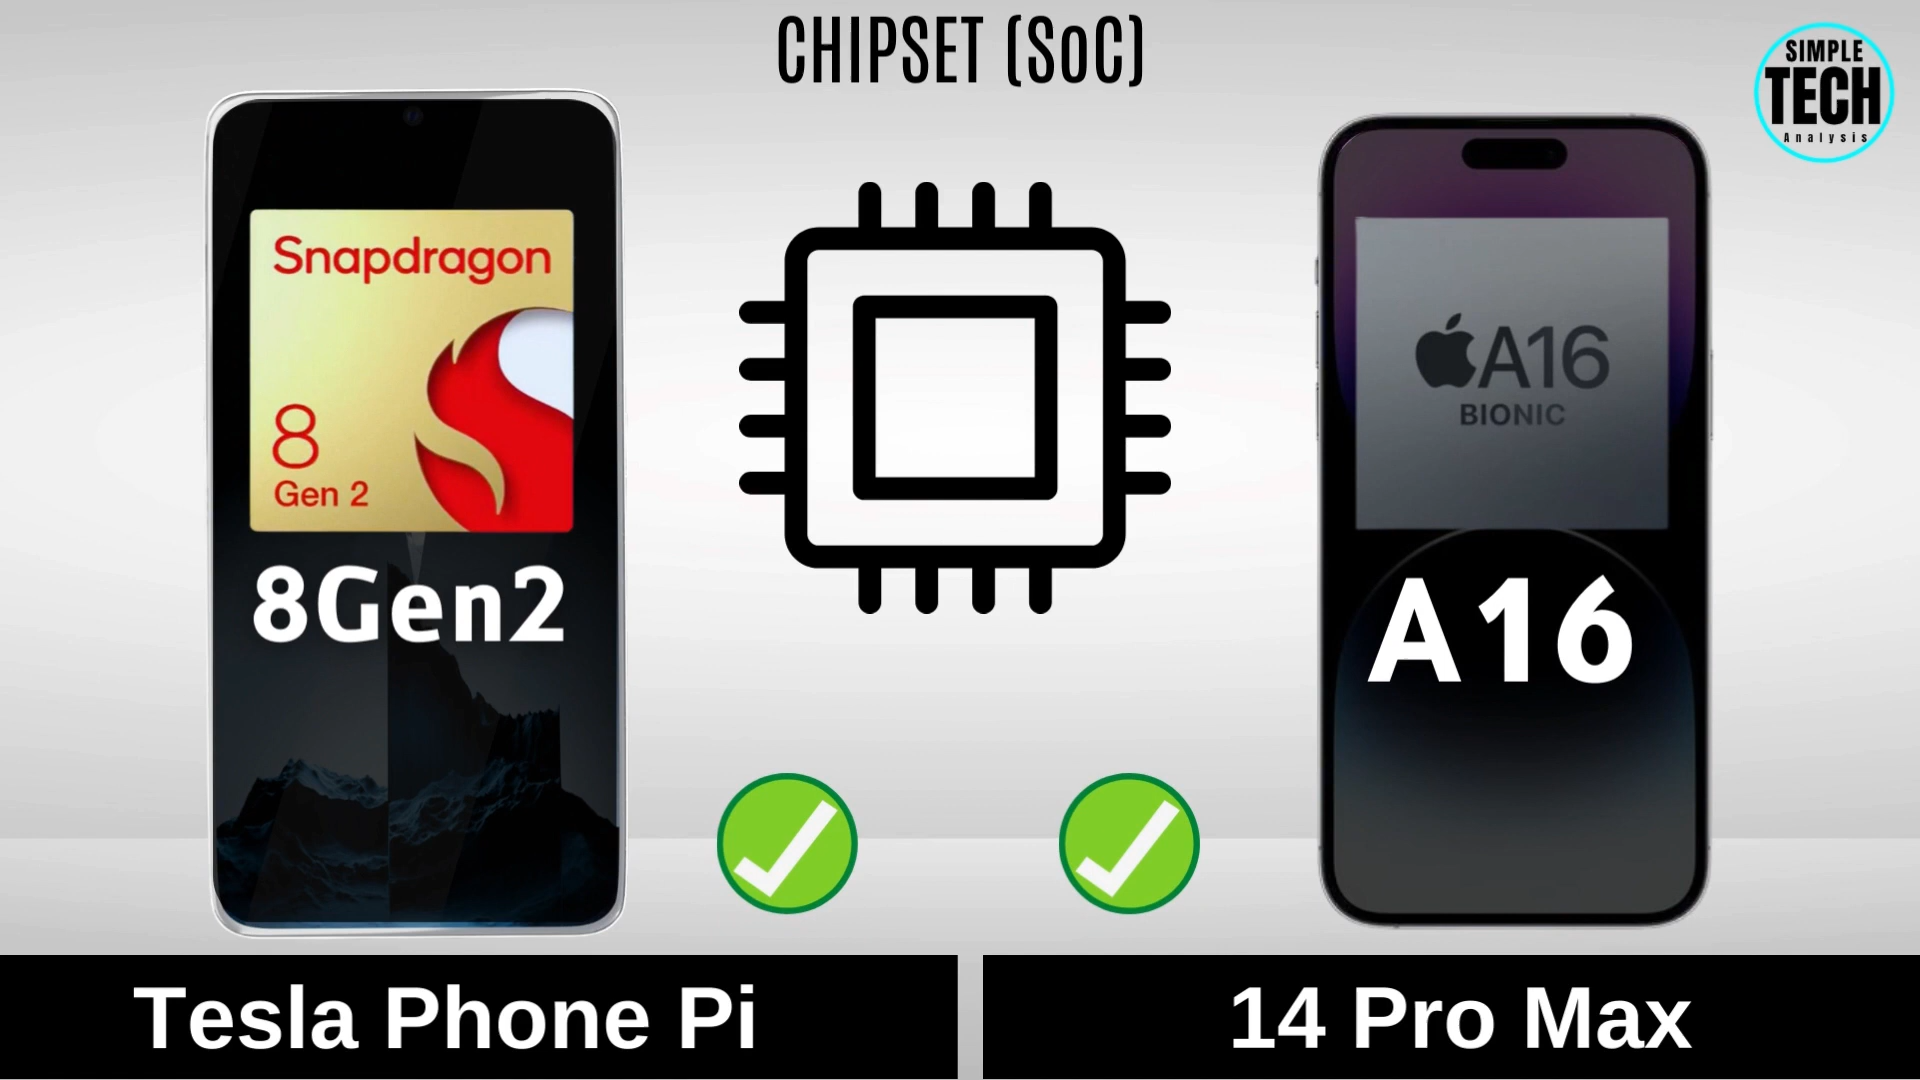 CHIPSET (SoC)
SIMPLE
TECH
Analysis
Snapdragon
8
Gen 2
8Gen2
A16
BIONIC
A16
Tesla Phone Pi
14 Pro Max